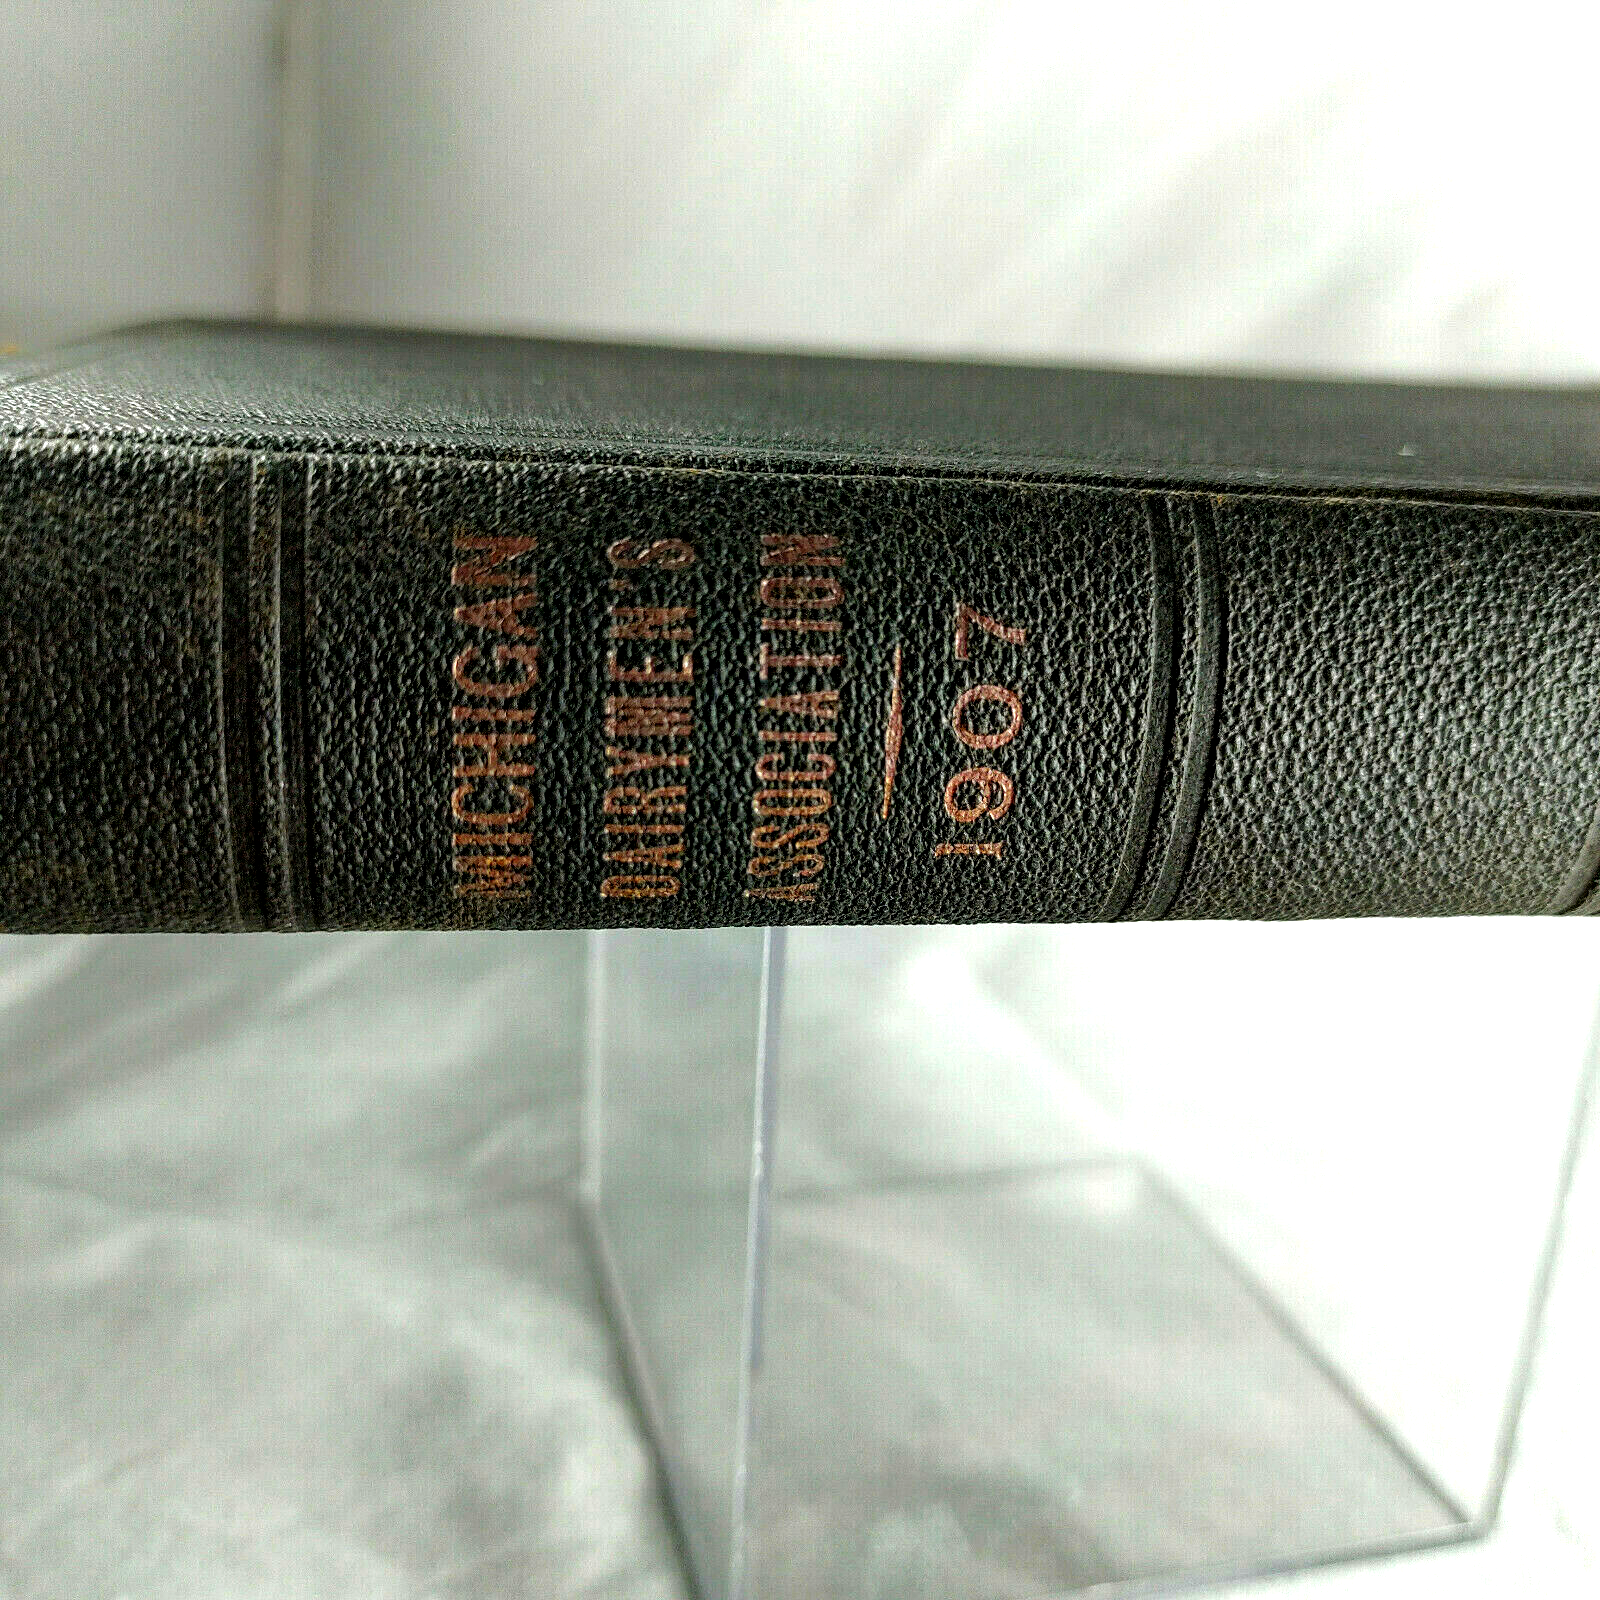 MICHIGAN
DAIRYMEN'S
ASSOCIATION
1907